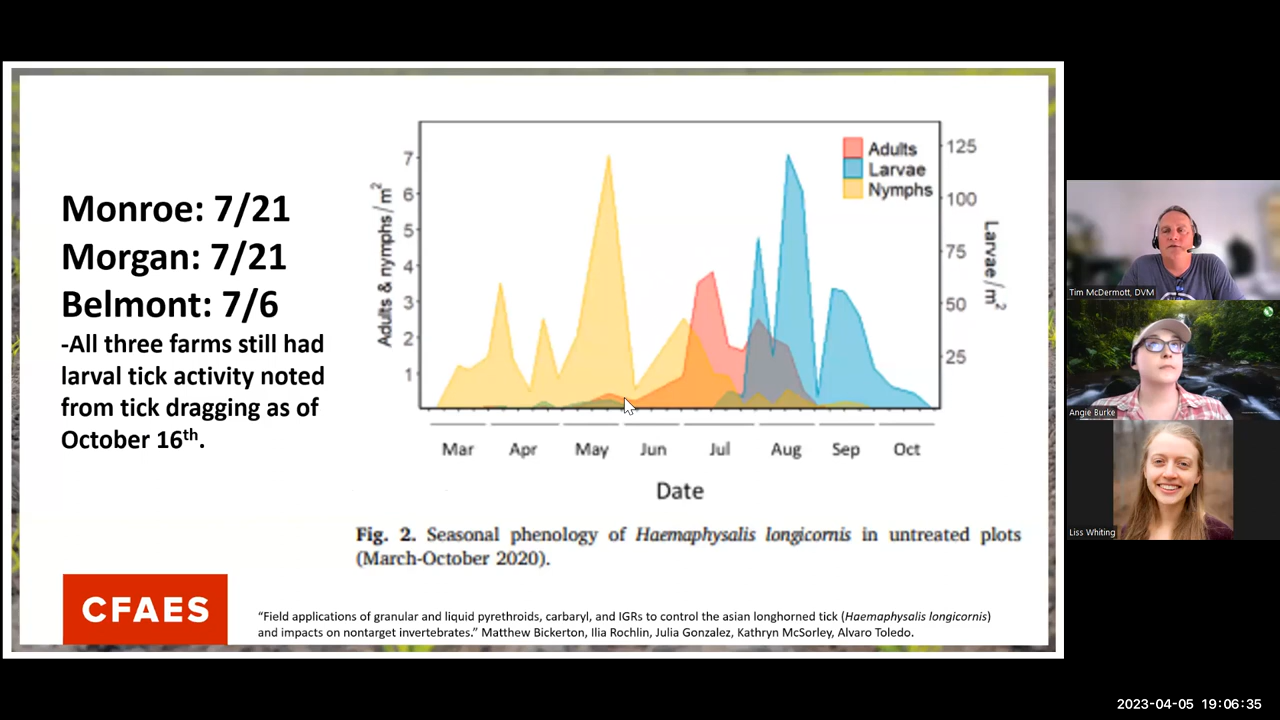 Monroe: 7/21
Morgan: 7/21
Belmont: 7/6
-All three farms still had
larval tick activity noted
from tick dragging as of
October 16th.
Adults & nymphs/m2
7
6
5
4
3
2
1
Adults
Larvae
Nymphs
125
100
75
50
25
Larvae/m2
Mar Apr May Jun Jul Aug Sep Oct
Date
Fig. 2. Seasonal phenology of Haemaphysalis longicornis in untreated plots
(March-October 2020).
CFAES
“Field applications of granular and liquid pyrethroids, carbaryl, and IGRs to control the asian longhorned tick (Haemaphysalis longicornis)
and impacts on nontarget invertebrates.” Matthew Bickerton, Ilia Rochlin, Julia Gonzalez, Kathryn McSorley, Alvaro Toledo.
Tim McDermott, DVM
Angie Burke
Liss Whiting
2023-04-05 19:06:35